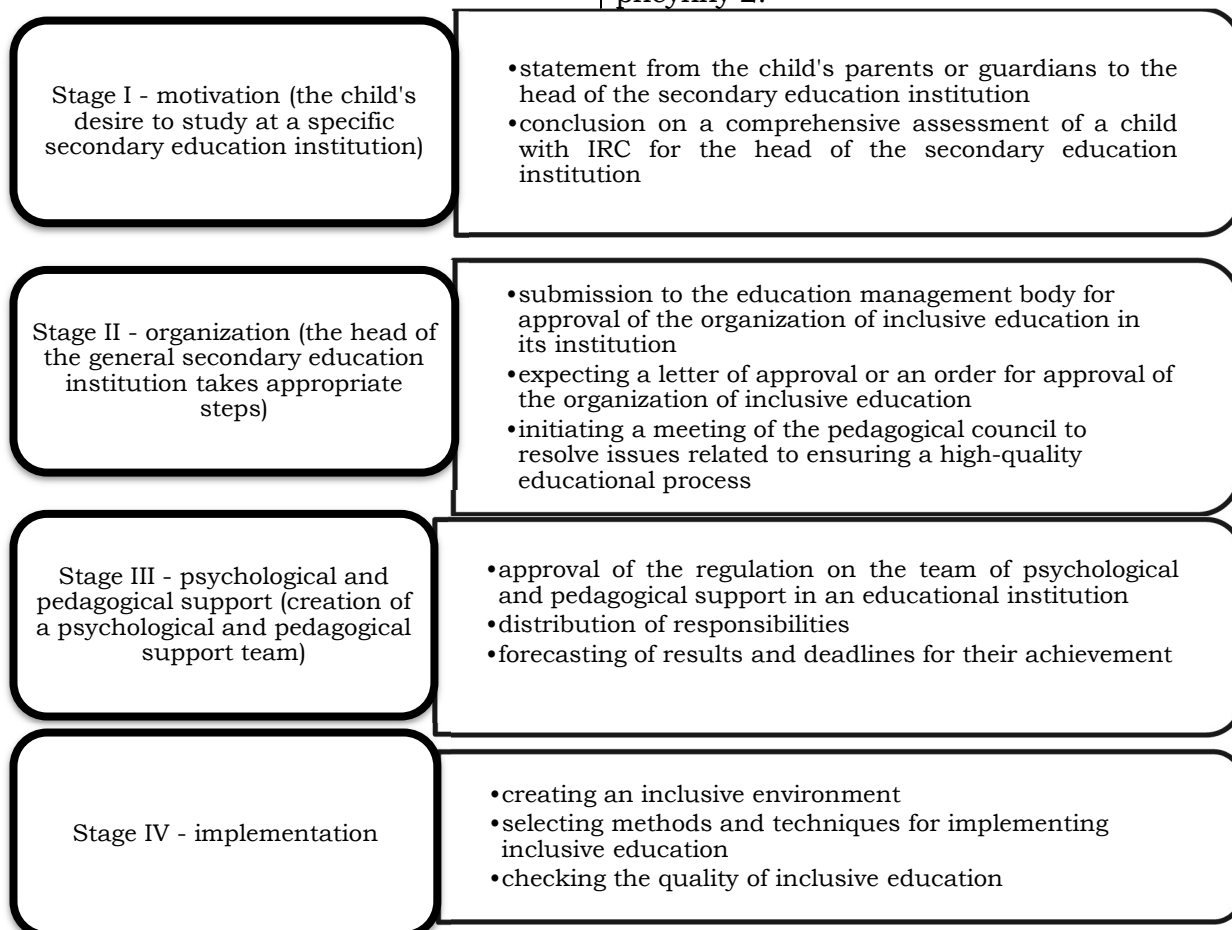 Stage I - motivation (the child's
desire to study at a specific
secondary education institution)
•statement from the child's parents or guardians to the
head of the secondary education institution
•conclusion on a comprehensive assessment of a child
with IRC for the head of the secondary education
institution
Stage II - organization (the head of
the general secondary education
institution takes appropriate
steps)
•submission to the education management body for
approval of the organization of inclusive education in
its institution
•expecting a letter of approval or an order for approval of
the organization of inclusive education
•initiating a meeting of the pedagogical council to
resolve issues related to ensuring a high-quality
educational process
Stage III - psychological and
pedagogical support (creation of
a psychological and pedagogical
support team)
•approval of the regulation on the team of psychological
and pedagogical support in an educational institution
•distribution of responsibilities
•forecasting of results and deadlines for their achievement
Stage IV - implementation
•creating an inclusive environment
•selecting methods and techniques for implementing
inclusive education
•checking the quality of inclusive education